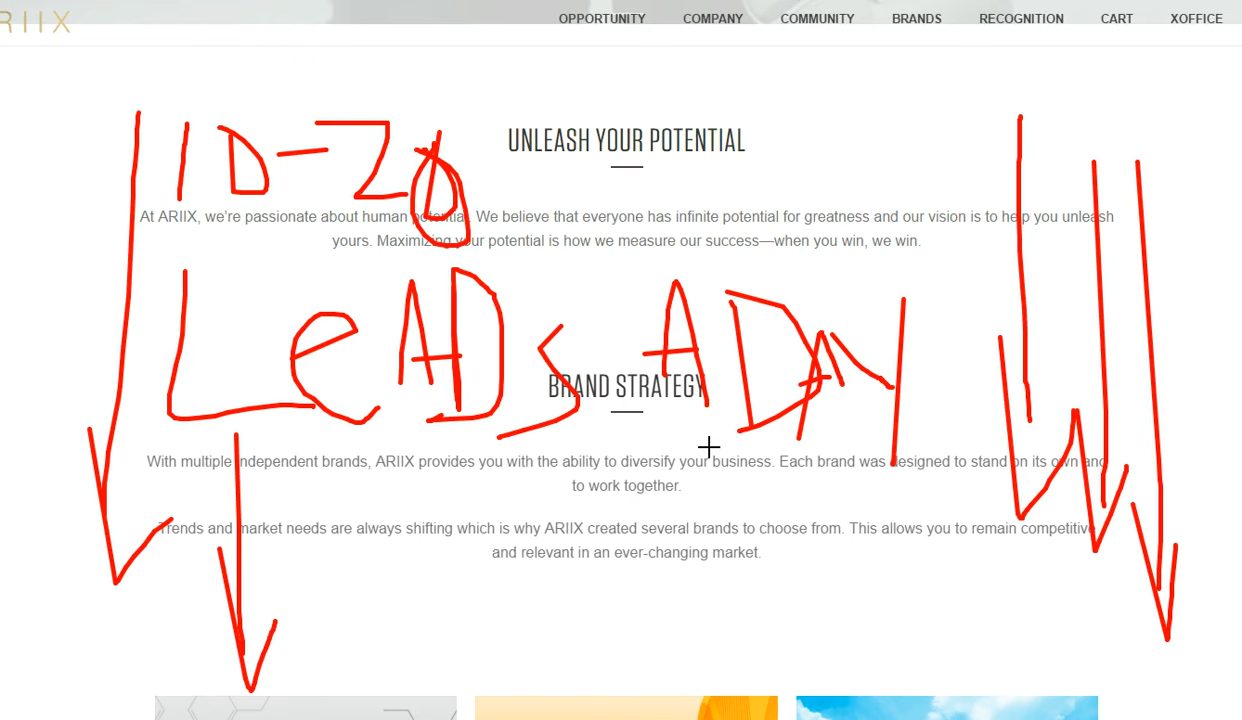 ARIIX OPPORTUNITY COMPANY COMMUNITY BRANDS RECOGNITION CART XOFFICE
UNLEASH YOUR POTENTIAL
At ARIIX, we're passionate about human potential. We believe that everyone has infinite potential for greatness and our vision is to help you unleash
yours. Maximizing your potential is how we measure our success—when you win, we win.
LeADs A DAy
BRAND STRATEGY
With multiple independent brands, ARIIX provides you with the ability to diversify your business. Each brand was designed to stand on its own and
to work together.
Trends and market needs are always shifting which is why ARIIX created several brands to choose from. This allows you to remain competitive
and relevant in an ever-changing market.